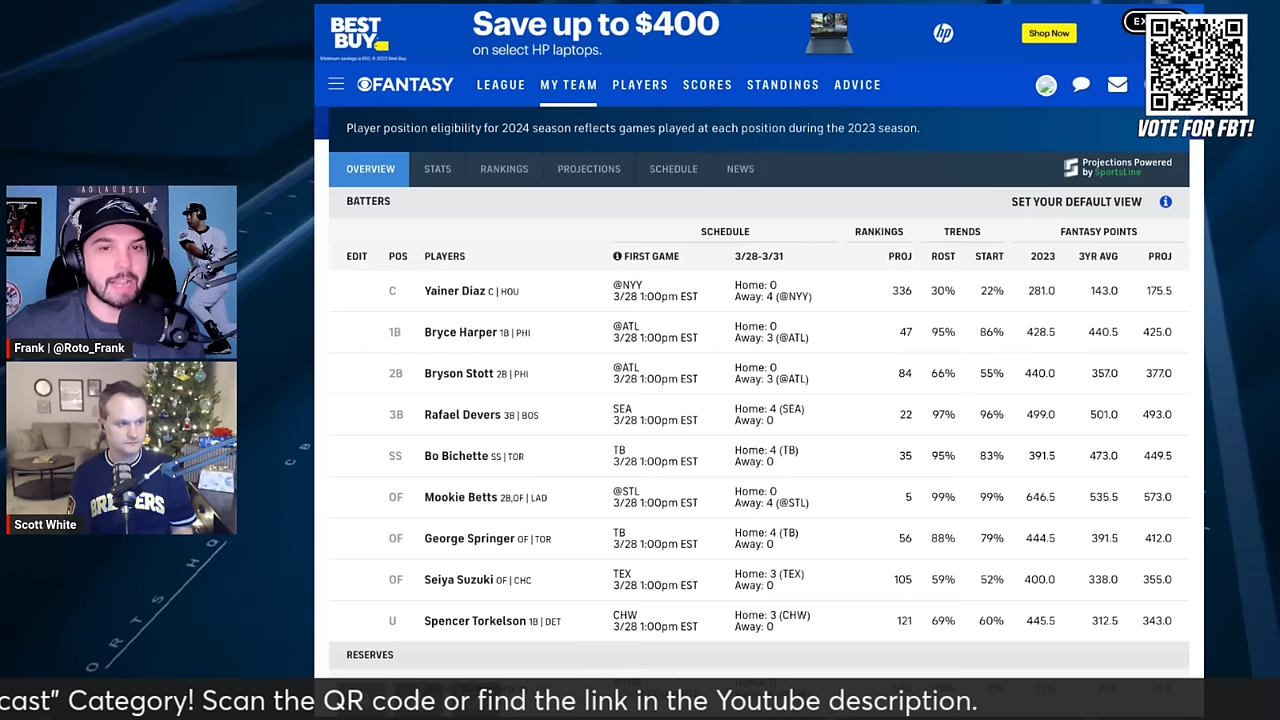 BEST BUY
Minimum savings is $50. © 2023 Best Buy
Save up to $400
on select HP laptops.
hp
Shop Now
VOTE FOR FBT!
FANTASY LEAGUE MY TEAM PLAYERS SCORES STANDINGS ADVICE
Player position eligibility for 2024 season reflects games played at each position during the 2023 season.
OVERVIEW STATS RANKINGS PROJECTIONS SCHEDULE NEWS
Projections Powered
by SportsLine
BATTERS SET YOUR DEFAULT VIEW
SCHEDULE RANKINGS TRENDS FANTASY POINTS
EDIT POS PLAYERS FIRST GAME 3/28-3/31 PROJ ROST START 2023 3YR AVG PROJ
C Yainer Diaz C | HOU @NYY 3/28 1:00pm EST Home: 0 Away: 4 (@NYY) 336 30% 22% 281.0 143.0 175.5
1B Bryce Harper 1B | PHI @ATL 3/28 1:00pm EST Home: 0 Away: 3 (@ATL) 47 95% 86% 428.5 440.5 425.0
2B Bryson Stott 2B | PHI @ATL 3/28 1:00pm EST Home: 0 Away: 3 (@ATL) 84 66% 55% 440.0 357.0 377.0
3B Rafael Devers 3B | BOS SEA 3/28 1:00pm EST Home: 4 (SEA) Away: 0 22 97% 96% 499.0 501.0 493.0
SS Bo Bichette SS | TOR TB 3/28 1:00pm EST Home: 4 (TB) Away: 0 35 95% 83% 391.5 473.0 449.5
OF Mookie Betts 2B,OF | LAD @STL 3/28 1:00pm EST Home: 0 Away: 4 (@STL) 5 99% 99% 646.5 535.5 573.0
OF George Springer OF | TOR TB 3/28 1:00pm EST Home: 4 (TB) Away: 0 56 88% 79% 444.5 391.5 412.0
OF Seiya Suzuki OF | CHC TEX 3/28 1:00pm EST Home: 3 (TEX) Away: 0 105 59% 52% 400.0 338.0 355.0
U Spencer Torkelson 1B | DET CHW 3/28 1:00pm EST Home: 3 (CHW) Away: 0 121 69% 60% 445.5 312.5 343.0
RESERVES
Frank | @Roto_Frank
Scott White
cast" Category! Scan the QR code or find the link in the Youtube description.